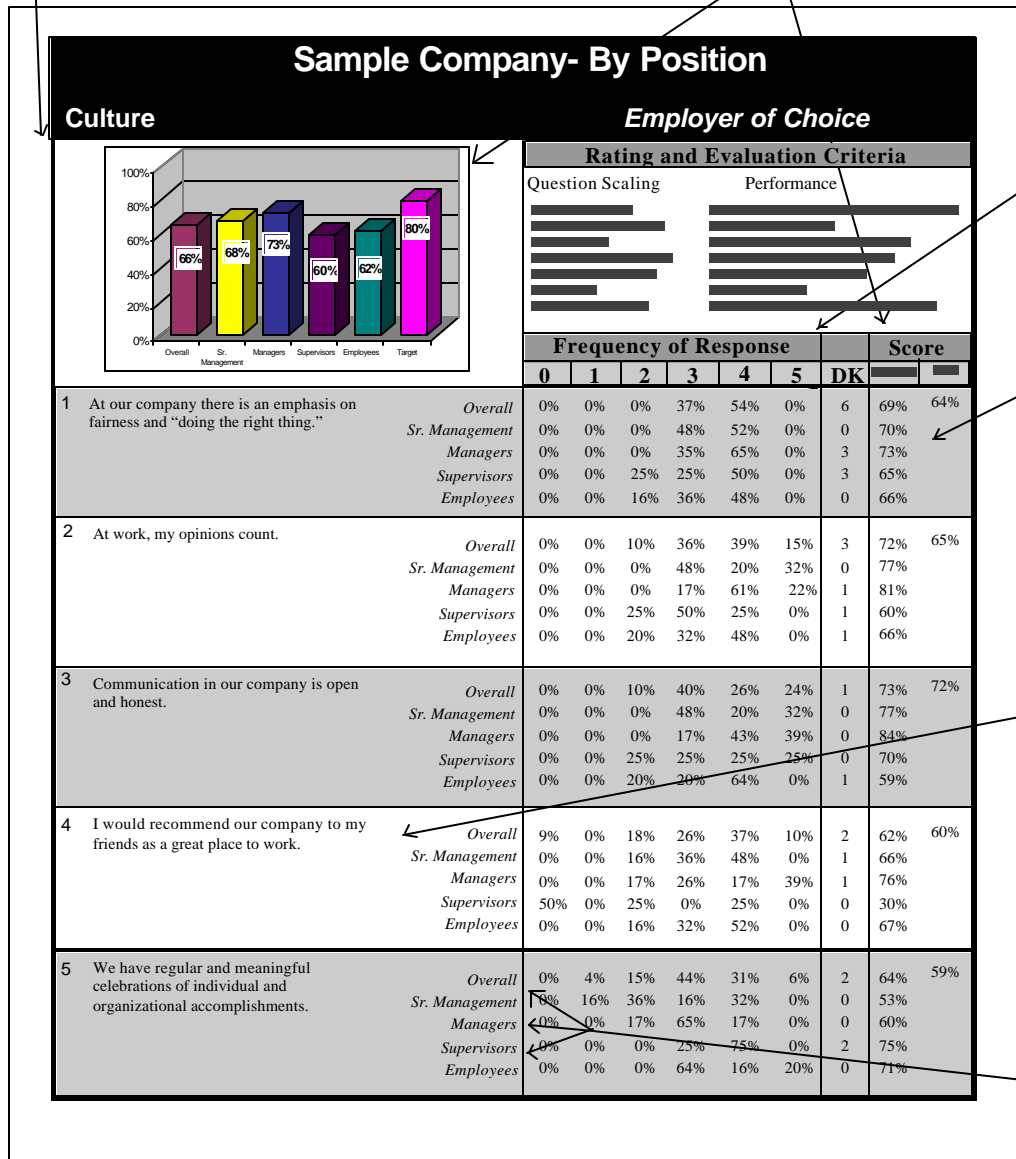 Sample Company- By Position
Culture
Employer of Choice
100%
80%
60%
40%
20%
0%
66%
68%
73%
60%
62%
80%
Overall
Sr. Management
Managers
Supervisors
Employees
Target
Rating and Evaluation Criteria
Question Scaling Performance
Frequency of Response Score
0 1 2 3 4 5 DK
1 At our company there is an emphasis on
fairness and “doing the right thing.”
Overall 0% 0% 0% 37% 54% 0% 6 69% 64%
Sr. Management 0% 0% 0% 48% 52% 0% 0 70%
Managers 0% 0% 0% 35% 65% 0% 3 73%
Supervisors 0% 0% 25% 25% 50% 0% 3 65%
Employees 0% 0% 16% 36% 48% 0% 0 66%
2 At work, my opinions count.
Overall 0% 0% 10% 36% 39% 15% 3 72% 65%
Sr. Management 0% 0% 0% 48% 20% 32% 0 77%
Managers 0% 0% 0% 17% 61% 22% 1 81%
Supervisors 0% 0% 25% 50% 25% 0% 1 60%
Employees 0% 0% 20% 32% 48% 0% 1 66%
3 Communication in our company is open
and honest.
Overall 0% 0% 10% 40% 26% 24% 1 73% 72%
Sr. Management 0% 0% 0% 48% 20% 32% 0 77%
Managers 0% 0% 0% 17% 43% 39% 0 84%
Supervisors 0% 0% 25% 25% 25% 25% 0 70%
Employees 0% 0% 20% 20% 64% 0% 1 59%
4 I would recommend our company to my
friends as a great place to work.
Overall 9% 0% 18% 26% 37% 10% 2 62% 60%
Sr. Management 0% 0% 16% 36% 48% 0% 1 66%
Managers 0% 0% 17% 26% 17% 39% 1 76%
Supervisors 50% 0% 25% 0% 25% 0% 0 30%
Employees 0% 0% 16% 32% 52% 0% 0 67%
5 We have regular and meaningful
celebrations of individual and
organizational accomplishments.
Overall 0% 4% 15% 44% 31% 6% 2 64% 59%
Sr. Management 0% 16% 36% 16% 32% 0% 0 53%
Managers 0% 0% 17% 65% 17% 0% 0 60%
Supervisors 0% 0% 0% 25% 75% 0% 2 75%
Employees 0% 0% 0% 64% 16% 20% 0 71%